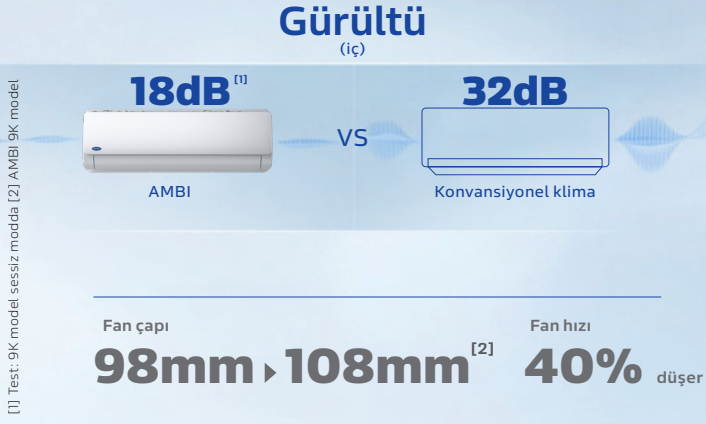 Gürültü
(iç)
18dB[1]
32dB
VS
AMBI
Konvansiyonel klima
[1] Test: 9K model sessiz modda [2] AMBI 9K model
Fan çapı
Fan hızı
98mm ▸ 108mm[2]
40% düşer